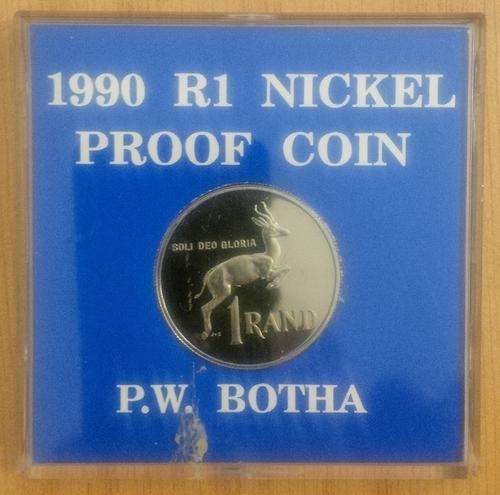 1990 R1 NICKEL
PROOF COIN
SOLI DEO GLORIA
1 RAND
P.W. BOTHA